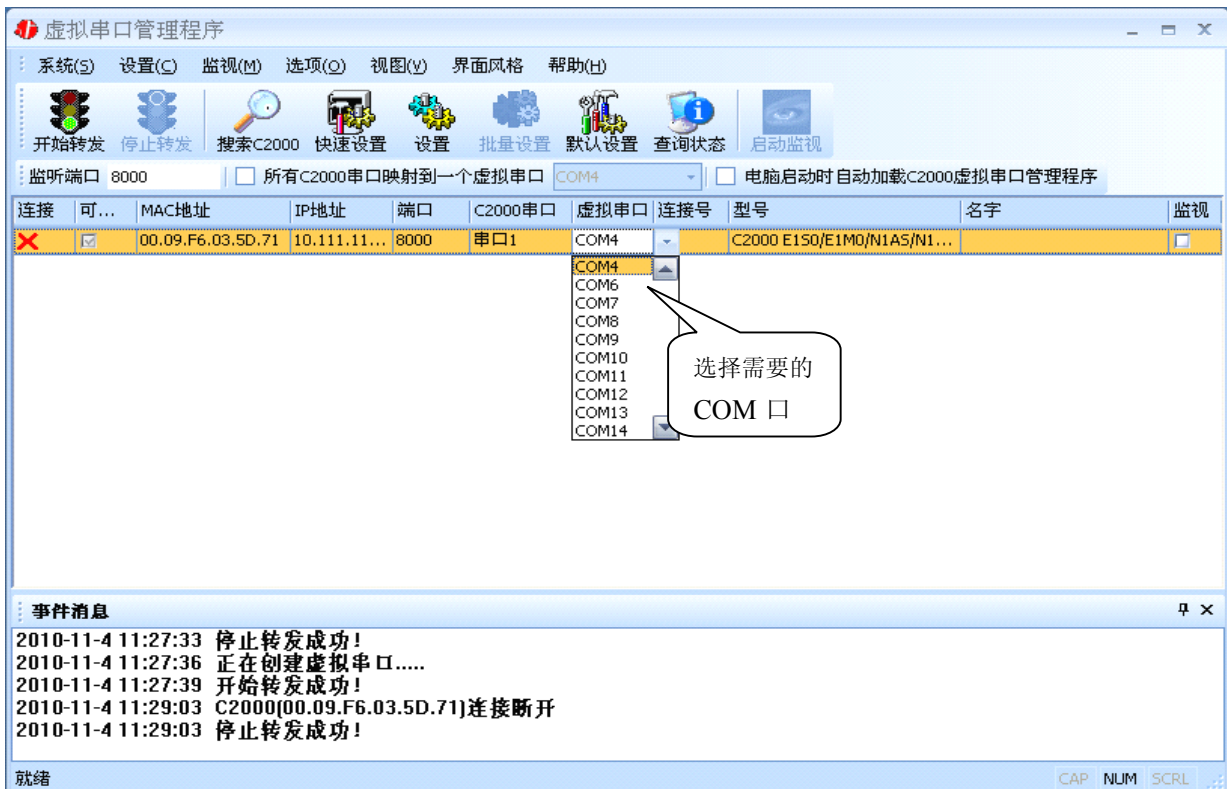 虚拟串口管理程序
系统(S) 设置(C) 监视(M) 选项(O) 视图(V) 界面风格 帮助(H)
开始转发 停止转发 搜索C2000 快速设置 设置 批量设置 默认设置 查询状态 启动监视
监听端口 8000 所有C2000串口映射到一个虚拟串口 COM4 电脑启动时自动加载C2000虚拟串口管理程序
连接 可... MAC地址 IP地址 端口 C2000串口 虚拟串口 连接号 型号 名字 监视
00.09.F6.03.5D.71 10.111.11... 8000 串口1 COM4 C2000 E1S0/E1M0/N1A5/N1...
COM4
COM6
COM7
COM8
COM9
COM10
COM11
COM12
COM13
COM14
选择需要的
COM 口
事件消息
2010-11-4 11:27:33 停止转发成功!
2010-11-4 11:27:36 正在创建虚拟串口.....
2010-11-4 11:27:39 开始转发成功!
2010-11-4 11:29:03 C2000(00.09.F6.03.5D.71)连接断开
2010-11-4 11:29:03 停止转发成功!
就绪 CAP NUM SCRL